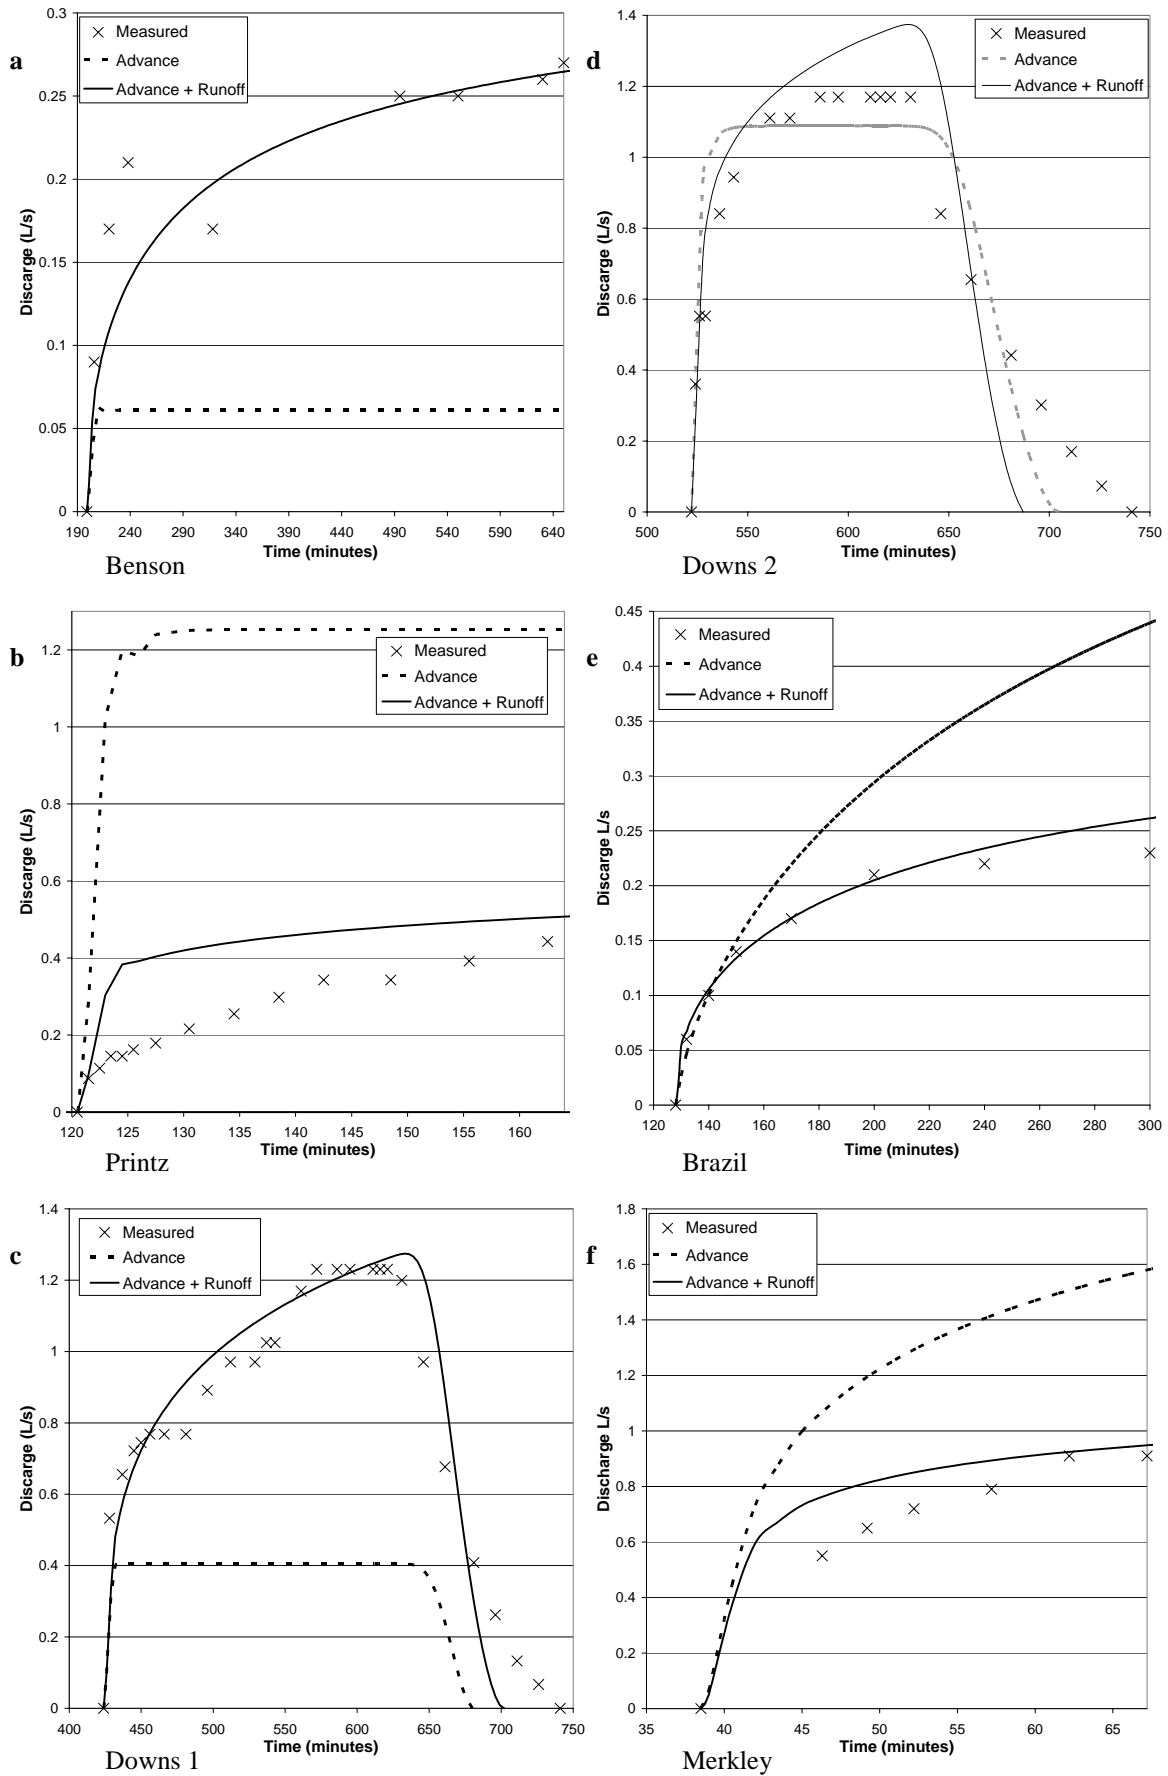 a
0.3
0.25
0.2
0.15
0.1
0.05
0
Discarge (L/s)
Measured
Advance
Advance + Runoff
190 240 290 340 390 440 490 540 590 640
Time (minutes)
Benson
d
1.4
1.2
1
0.8
0.6
0.4
0.2
0
Discarge (L/s)
Measured
Advance
Advance + Runoff
500 550 600 650 700 750
Time (minutes)
Downs 2
b
1.2
1
0.8
0.6
0.4
0.2
0
Discarge (L/s)
Measured
Advance
Advance + Runoff
120 125 130 135 140 145 150 155 160
Time (minutes)
Printz
e
0.45
0.4
0.35
0.3
0.25
0.2
0.15
0.1
0.05
0
Discarge L/s
Measured
Advance
Advance + Runoff
120 140 160 180 200 220 240 260 280 300
Time (minutes)
Brazil
c
1.4
1.2
1
0.8
0.6
0.4
0.2
0
Discarge (L/s)
Measured
Advance
Advance + Runoff
400 450 500 550 600 650 700 750
Time (minutes)
Downs 1
f
1.8
1.6
1.4
1.2
1
0.8
0.6
0.4
0.2
0
Discharge L/s
Measured
Advance
Advance + Runoff
35 40 45 50 55 60 65
Time (minutes)
Merkley